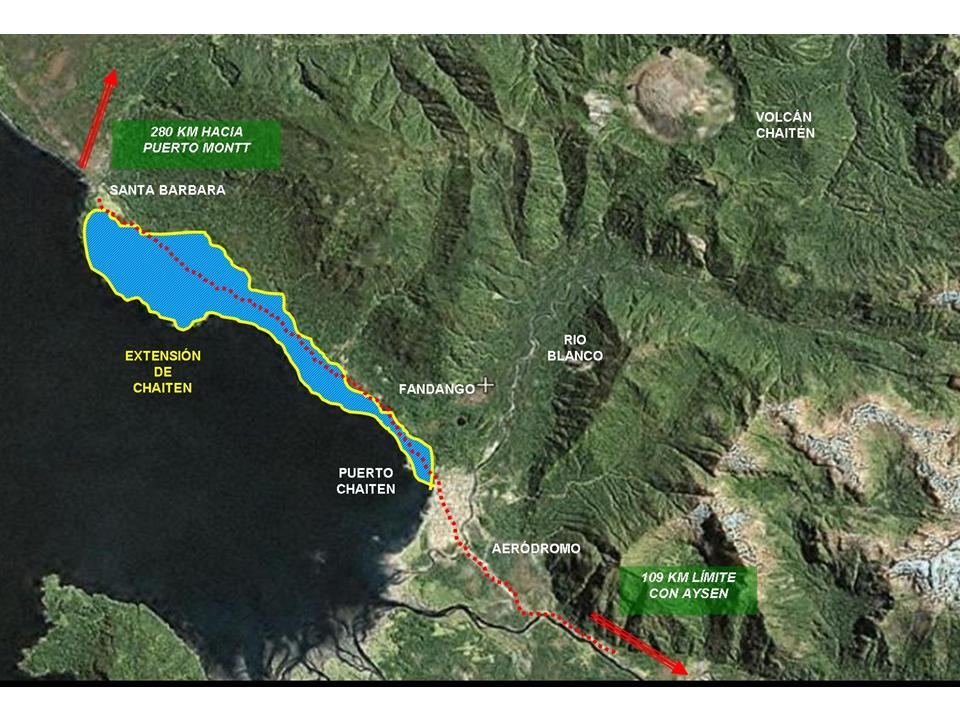 280 KM HACIA
PUERTO MONTT
VOLCÁN
CHAITÉN
SANTA BARBARA
RIO
BLANCO
EXTENSIÓN
DE
CHAITEN
FANDANGO
PUERTO
CHAITEN
AERÓDROMO
109 KM LÍMITE
CON AYSEN